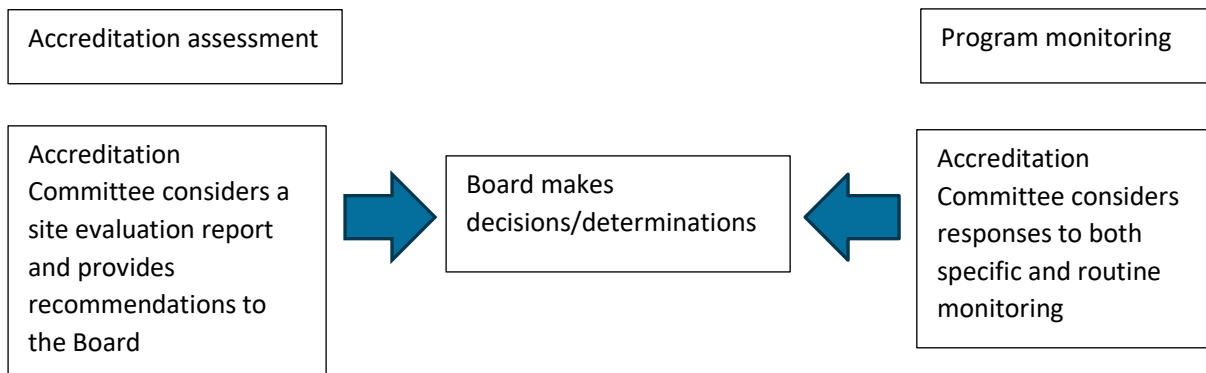 Accreditation assessment
Program monitoring
Accreditation
Committee considers a
site evaluation report
and provides
recommendations to
the Board
Board makes
decisions/determinations
Accreditation
Committee considers
responses to both
specific and routine
monitoring